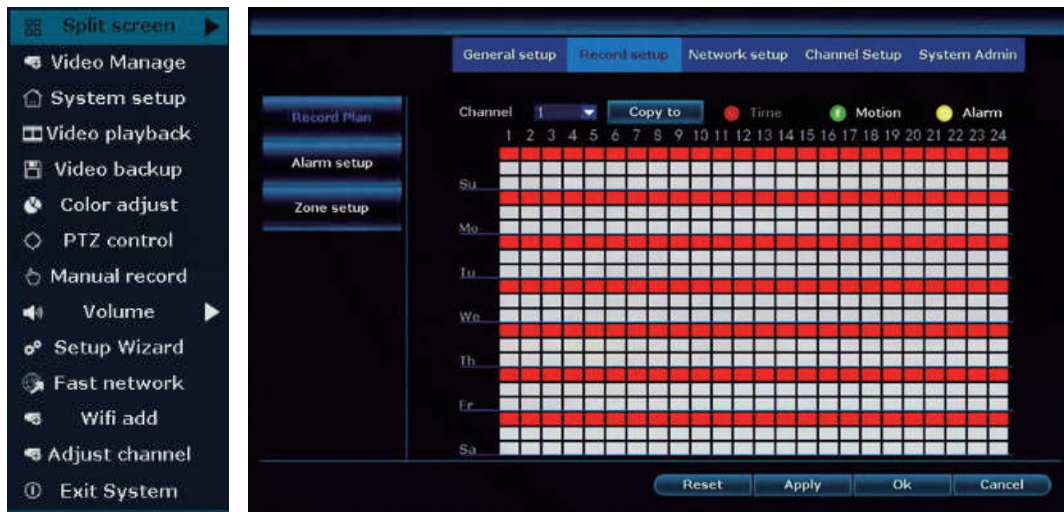 Split screen
Video Manage
System setup
Video playback
Video backup
Color adjust
PTZ control
Manual record
Volume
Setup Wizard
Fast network
Wifi add
Adjust channel
Exit System
General setup Record setup Network setup Channel Setup System Admin
Record Plan
Alarm setup
Zone setup
Channel 1 Copy to Time Motion Alarm
1 2 3 4 5 6 7 8 9 10 11 12 13 14 15 16 17 18 19 20 21 22 23 24
Su
Mo
Tu
We
Th
Fr
Sa
Reset Apply Ok Cancel